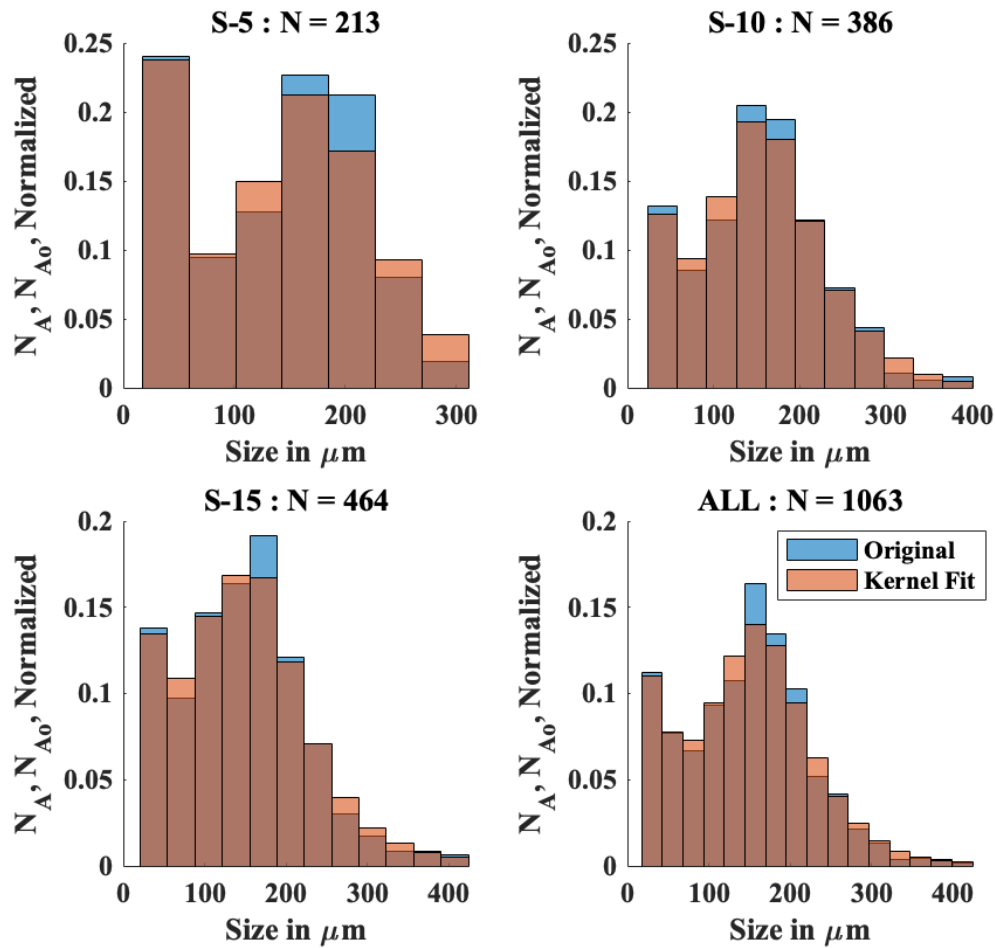 S-5 : N = 213
N_A, N_Ao, Normalized
0.25
0.2
0.15
0.1
0.05
0
0 100 200 300
Size in μm
S-10 : N = 386
N_A, N_Ao, Normalized
0.25
0.2
0.15
0.1
0.05
0
0 100 200 300 400
Size in μm
S-15 : N = 464
N_A, N_Ao, Normalized
0.2
0.15
0.1
0.05
0
0 100 200 300 400
Size in μm
ALL : N = 1063
Original
Kernel Fit
N_A, N_Ao, Normalized
0.2
0.15
0.1
0.05
0
0 100 200 300 400
Size in μm